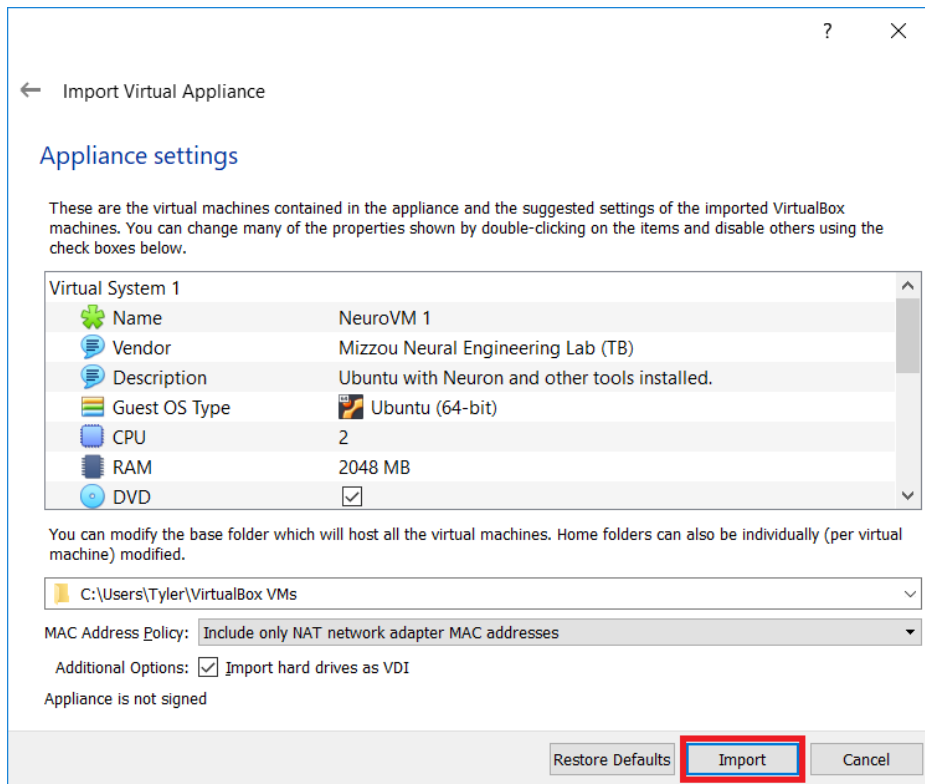 ?
Import Virtual Appliance
Appliance settings
These are the virtual machines contained in the appliance and the suggested settings of the imported VirtualBox
machines. You can change many of the properties shown by double-clicking on the items and disable others using the
check boxes below.
Virtual System 1
Name NeuroVM 1
Vendor Mizzou Neural Engineering Lab (TB)
Description Ubuntu with Neuron and other tools installed.
Guest OS Type Ubuntu (64-bit)
CPU 2
RAM 2048 MB
DVD
You can modify the base folder which will host all the virtual machines. Home folders can also be individually (per virtual
machine) modified.
C:\Users\Tyler\VirtualBox VMs
MAC Address Policy: Include only NAT network adapter MAC addresses
Additional Options: Import hard drives as VDI
Appliance is not signed
Restore Defaults Import Cancel